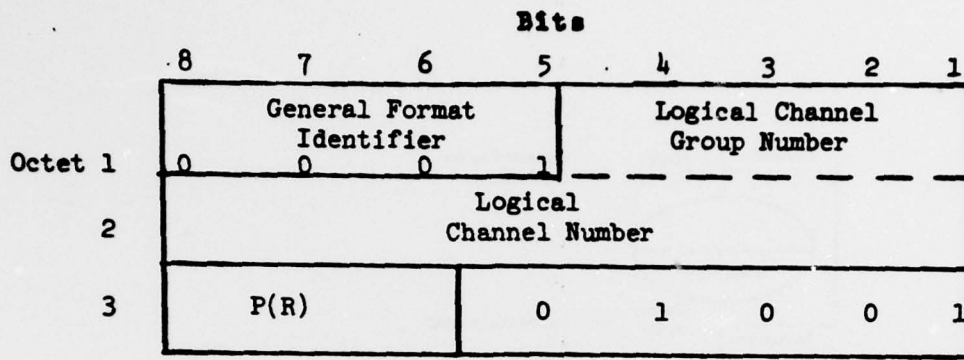 Bits
8 7 6 5 4 3 2 1
General Format Logical Channel
Identifier Group Number
Octet 1 0 0 0 1
Logical
2 Channel Number
3 P(R) 0 1 0 0 1